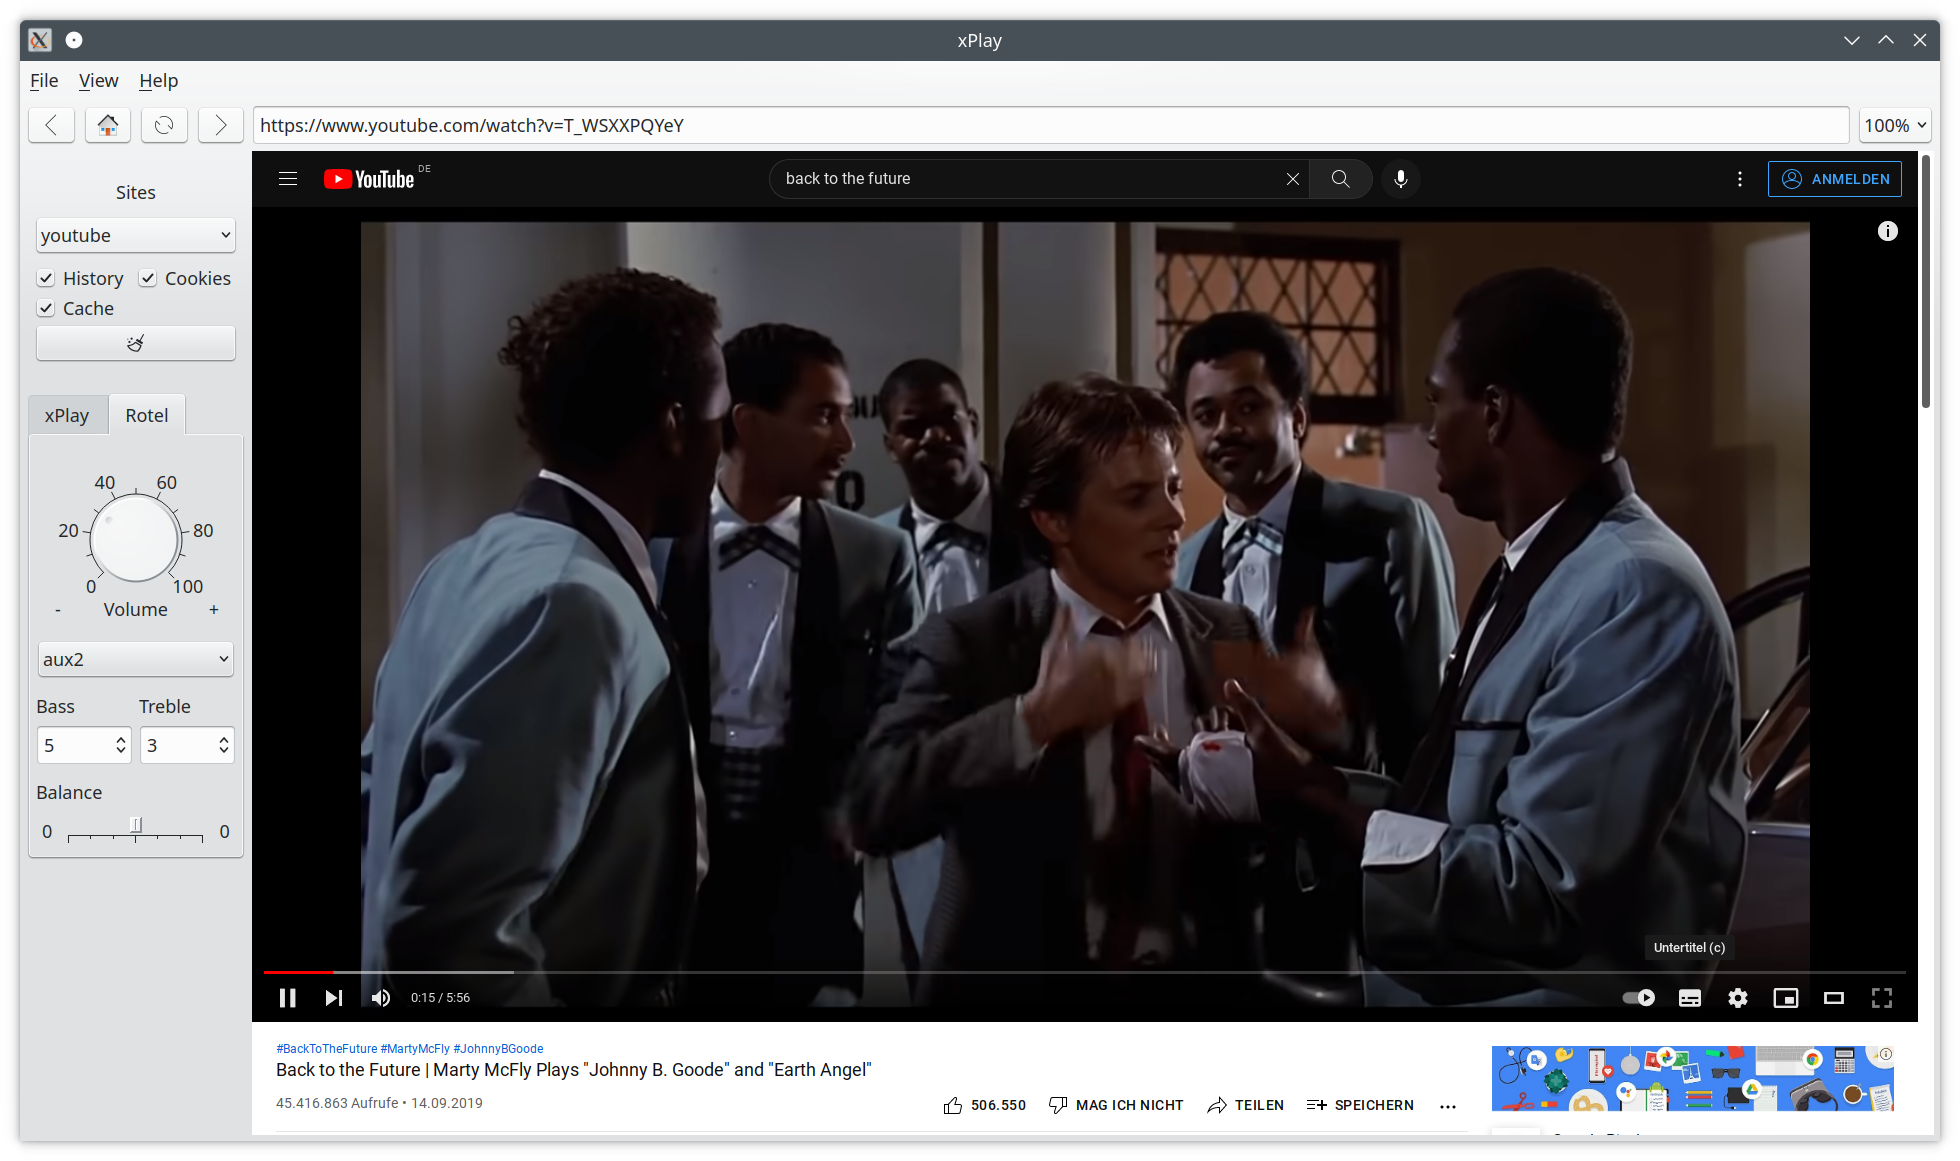 xPlay
File View Help
https://www.youtube.com/watch?v=T_WSXXPQYeY
100%
Sites
youtube
History Cookies
Cache
xPlay Rotel
40 60
20 80
0 100
- Volume +
aux2
Bass Treble
5 3
Balance
0 0
YouTube DE
back to the future
ANMELDEN
Untertitel (c)
0:15 / 5:56
#BackToTheFuture #MartyMcFly #JohnnyBGoode
Back to the Future | Marty McFly Plays "Johnny B. Goode" and "Earth Angel"
45.416.863 Aufrufe • 14.09.2019
506.550 MAG ICH NICHT TEILEN SPEICHERN